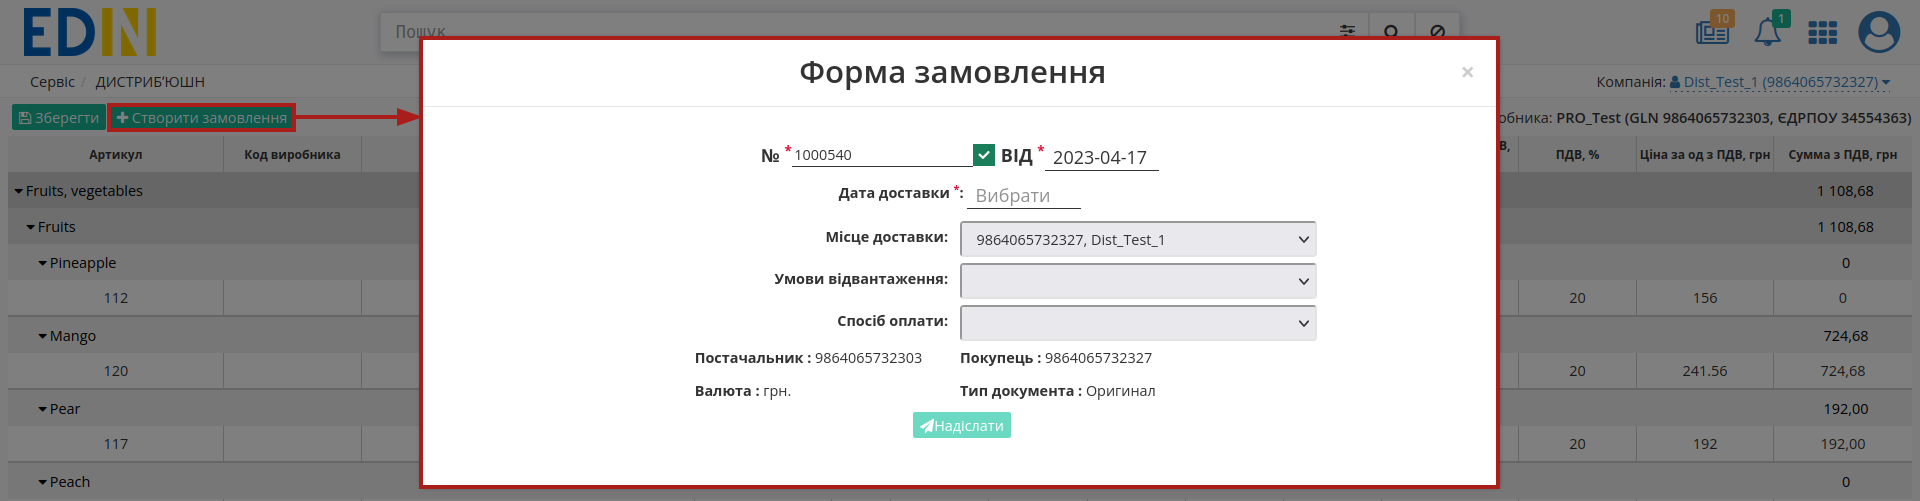 EDIN
Пошук
10
1
Сервіс / ДИСТРИБ'ЮШН
Компанія: Dist_Test_1 (9864065732327)
Зберегти
Створити замовлення
PRO_Test (GLN 9864065732303, ЄДРПОУ 34554363)
Артикул Код виробника ПДВ, % Ціна за од з ПДВ, грн Сумма з ПДВ, грн
Fruits, vegetables 1 108,68
Fruits 1 108,68
Pineapple 0
112 20 156 0
Mango 724,68
120 20 241.56 724,68
Pear 192,00
117 20 192 192,00
Peach 0
Форма замовлення ×
№ * 1000540 ВІД * 2023-04-17
Дата доставки *: Вибрати
Місце доставки: 9864065732327, Dist_Test_1
Умови відвантаження:
Спосіб оплати:
Постачальник : 9864065732303 Покупець : 9864065732327
Валюта : грн. Тип документа : Оригинал
Надіслати